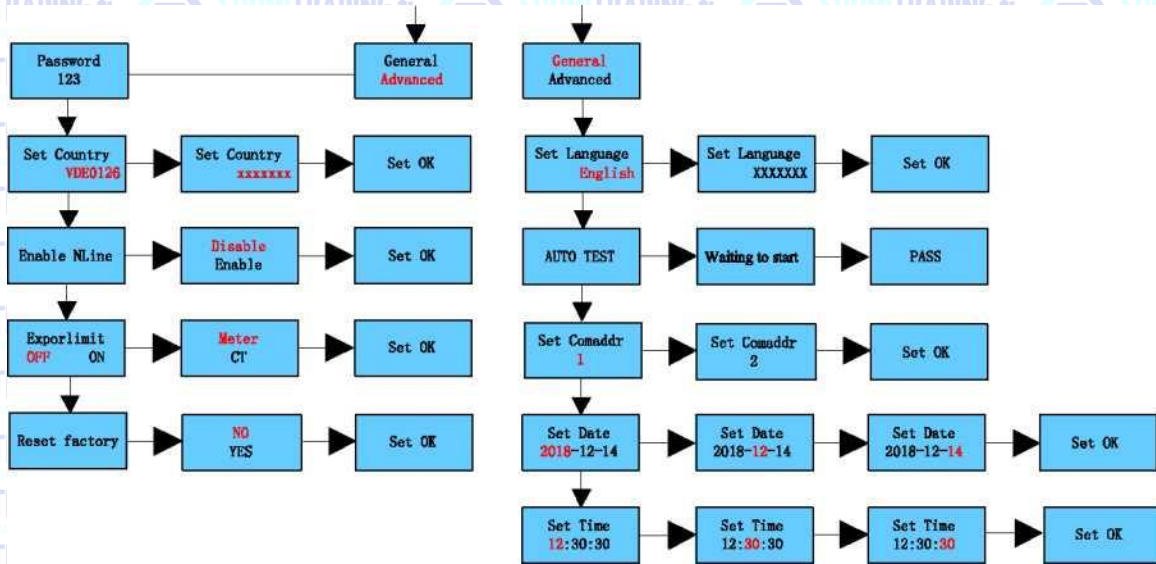 Password
123
General
Advanced
General
Advanced
Set Country
VDE0126
Set Country
xxxxxxx
Set OK
Set Language
English
Set Language
XXXXXXX
Set OK
Enable NLine
Disable
Enable
Set OK
AUTO TEST
Waiting to start
PASS
Exporlimit
OFF ON
Meter
CT
Set OK
Set Comaddr
1
Set Comaddr
2
Set OK
Reset factory
NO
YES
Set OK
Set Date
2018-12-14
Set Date
2018-12-14
Set Date
2018-12-14
Set OK
Set Time
12:30:30
Set Time
12:30:30
Set Time
12:30:30
Set OK